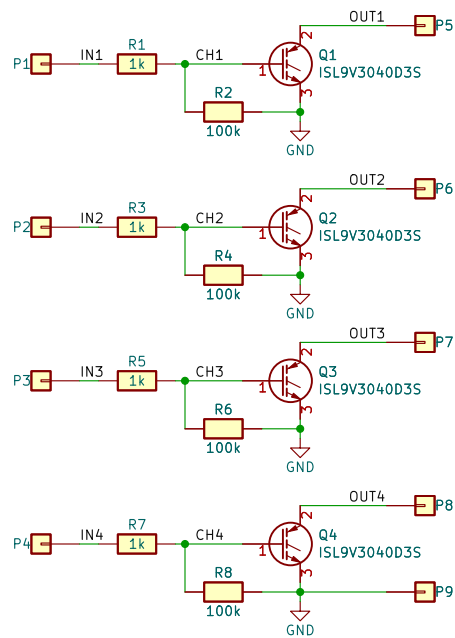 OUT1
P5
P1 IN1 R1 CH1 2 Q1
1k 1 ISL9V3040D3S
R2 3
100k
GND
OUT2
P6
P2 IN2 R3 CH2 2 Q2
1k 1 ISL9V3040D3S
R4 3
100k
GND
OUT3
P7
P3 IN3 R5 CH3 2 Q3
1k 1 ISL9V3040D3S
R6 3
100k
GND
OUT4
P8
P4 IN4 R7 CH4 2 Q4
1k 1 ISL9V3040D3S
R8 3 P9
100k
GND